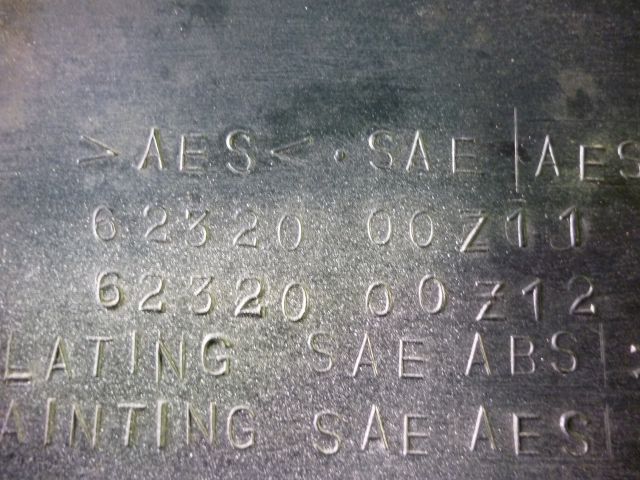 >AES<·SAE|AES
62320 00Z11
62320 00Z12
LATING SAE ABS|
AINTING SAE AES|